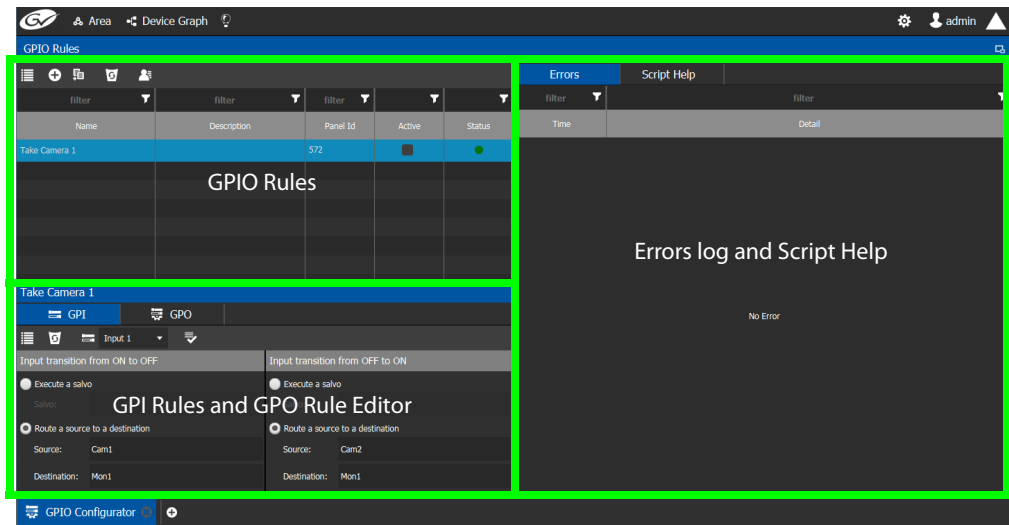 GV Area Device Graph admin
GPIO Rules
filter filter filter
Name Description Panel Id Active Status
Take Camera 1 572
GPIO Rules
Errors Script Help
filter filter
Time Detail
Errors log and Script Help
No Error
Take Camera 1
GPI GPO
Input 1
Input transition from ON to OFF
Execute a salvo
Salvo:
Route a source to a destination
Source: Cam1
Destination: Mon1
Input transition from OFF to ON
Execute a salvo
Route a source to a destination
Source: Cam2
Destination: Mon1
GPI Rules and GPO Rule Editor
GPIO Configurator